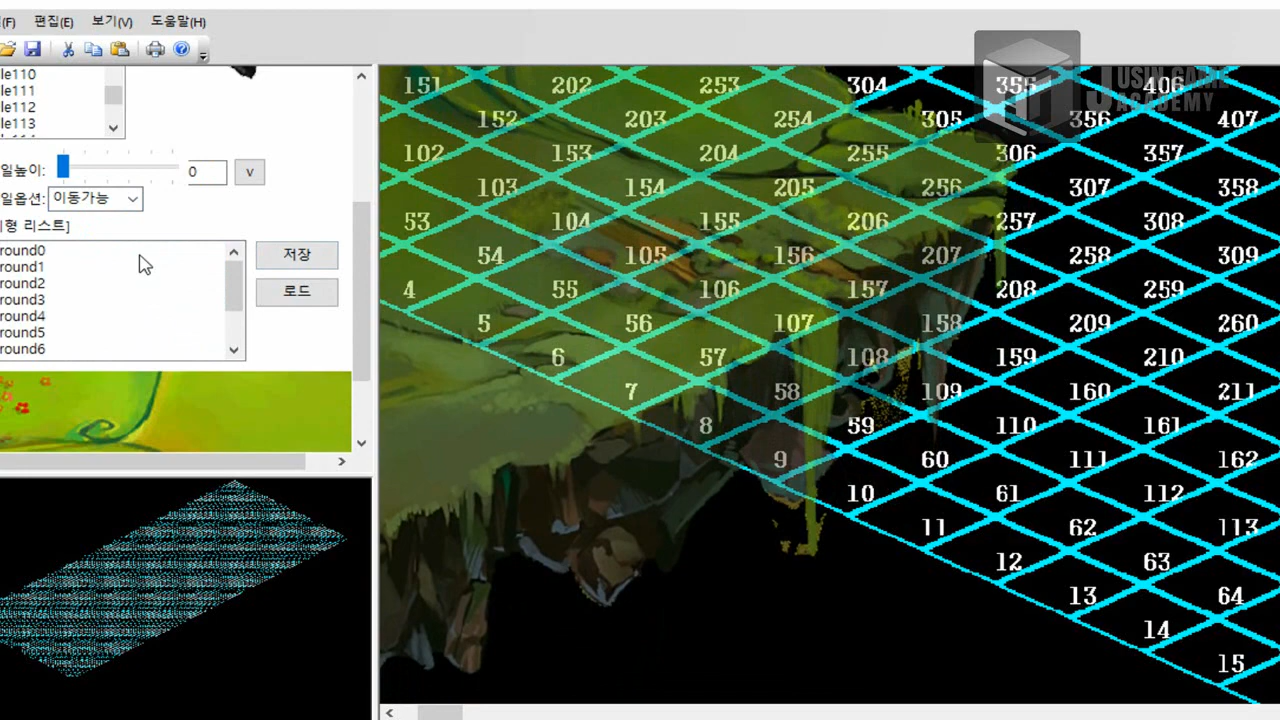 (F) 편집(E) 보기(V) 도움말(H)
le110
le111
le112
le113
일높이: 0 v
일옵션: 이동가능
형 리스트]
round0
round1
round2
round3
round4
round5
round6
저장
로드
JUSIN GAME
ACADEMY
151 202 253 304 355 406
152 203 254 305 356 407
102 153 204 255 306 357
103 154 205 256 307 358
53 104 155 206 257 308
54 105 156 207 258 309
4 55 106 157 208 259
5 56 107 158 209 260
6 57 108 159 210
7 58 109 160 211
8 59 110 161
9 60 111 162
10 61 112
11 62 113
12 63
13 64
14
15